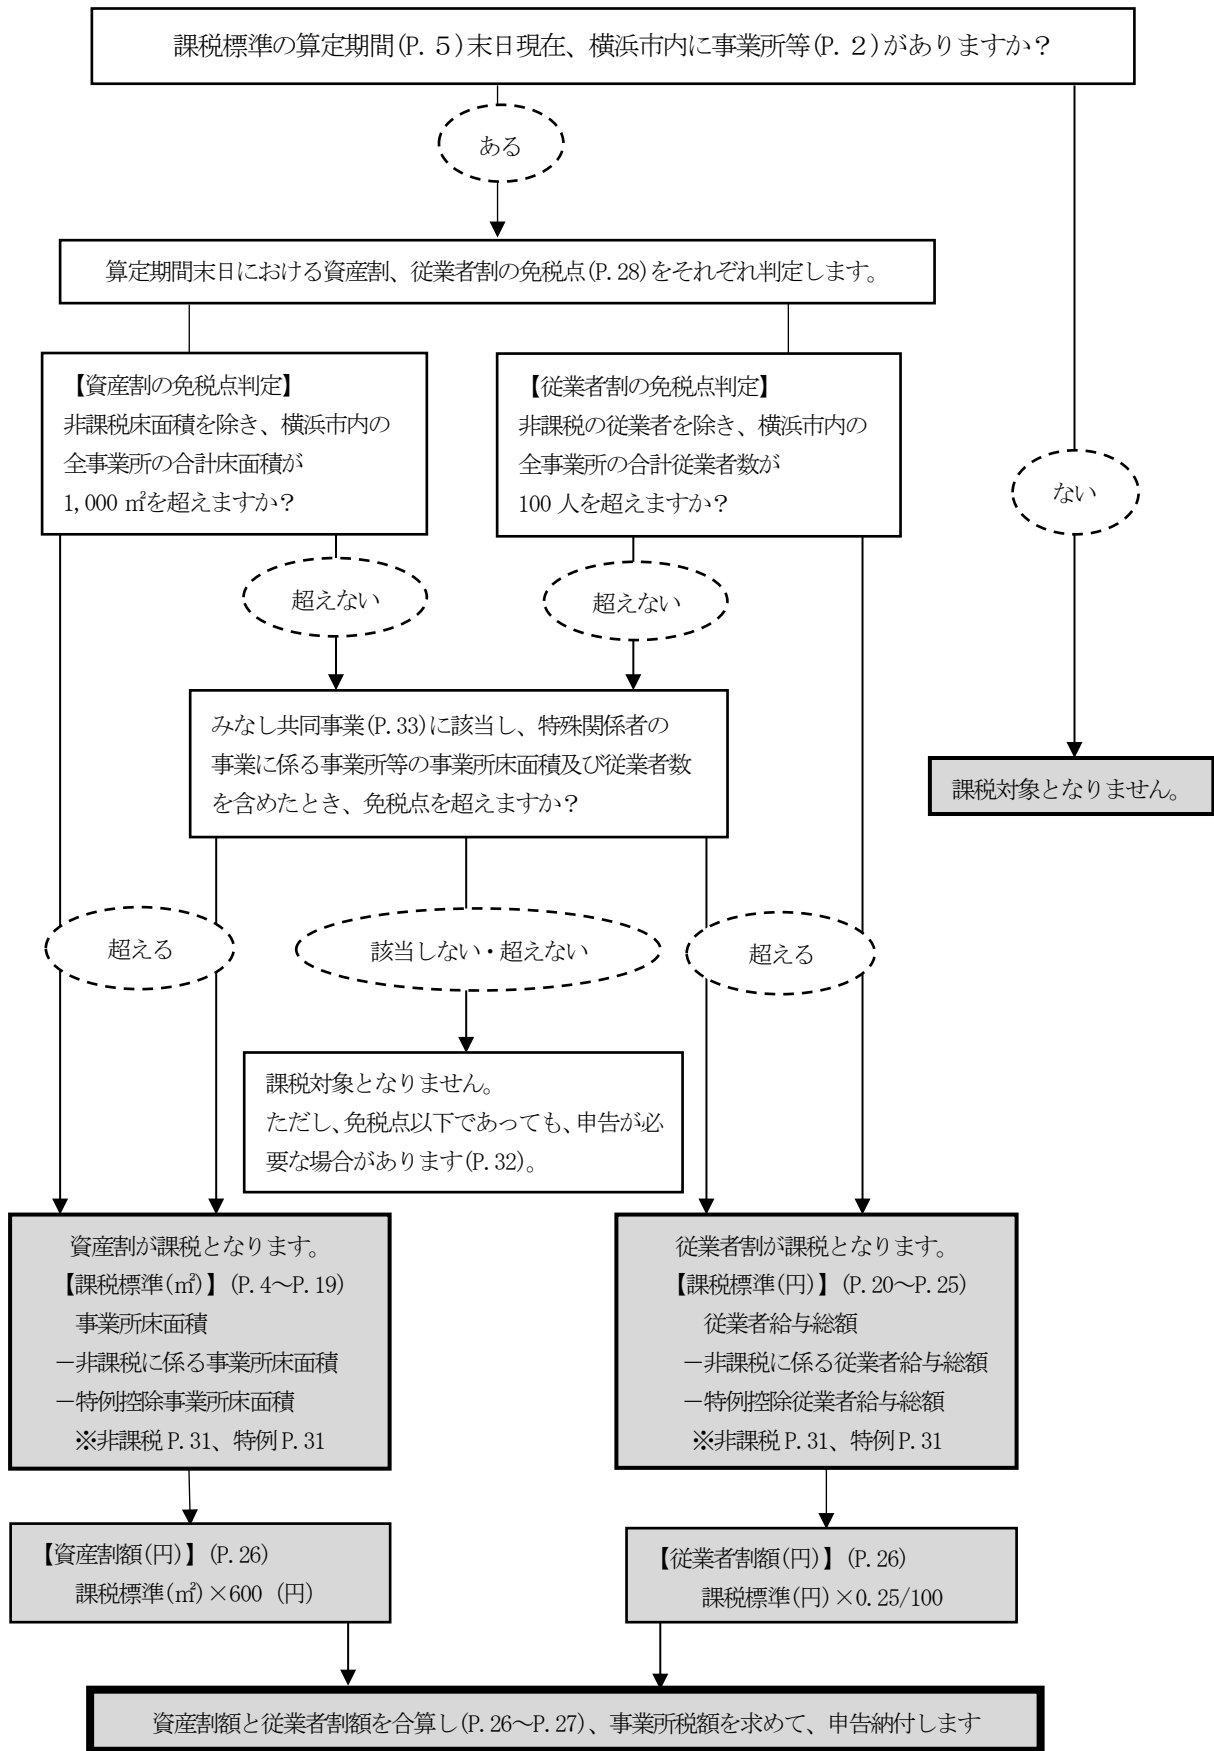 課税標準の算定期間(P.５)末日現在、横浜市内に事業所等(P.２)がありますか？
ある
算定期間末日における資産割、従業者割の免税点(P.28)をそれぞれ判定します。
【資産割の免税点判定】
非課税床面積を除き、横浜市内の
全事業所の合計床面積が
1,000 ㎡を超えますか？
【従業者割の免税点判定】
非課税の従業者を除き、横浜市内の
全事業所の合計従業者数が
100 人を超えますか？
ない
超えない
超えない
みなし共同事業(P.33)に該当し、特殊関係者の
事業に係る事業所等の事業所床面積及び従業者数
を含めたとき、免税点を超えますか？
課税対象となりません。
超える
該当しない・超えない
超える
課税対象となりません。
ただし、免税点以下であっても、申告が必
要な場合があります(P.32)。
資産割が課税となります。
【課税標準(㎡)】(P.4～P.19)
事業所床面積
－非課税に係る事業所床面積
－特例控除事業所床面積
※非課税 P.31、特例 P.31
従業者割が課税となります。
【課税標準(円)】(P.20～P.25)
従業者給与総額
－非課税に係る従業者給与総額
－特例控除従業者給与総額
※非課税 P.31、特例 P.31
【資産割額(円)】(P.26)
課税標準(㎡)×600 (円)
【従業者割額(円)】(P.26)
課税標準(円)×0.25/100
資産割額と従業者割額を合算し(P.26～P.27)、事業所税額を求めて、申告納付します